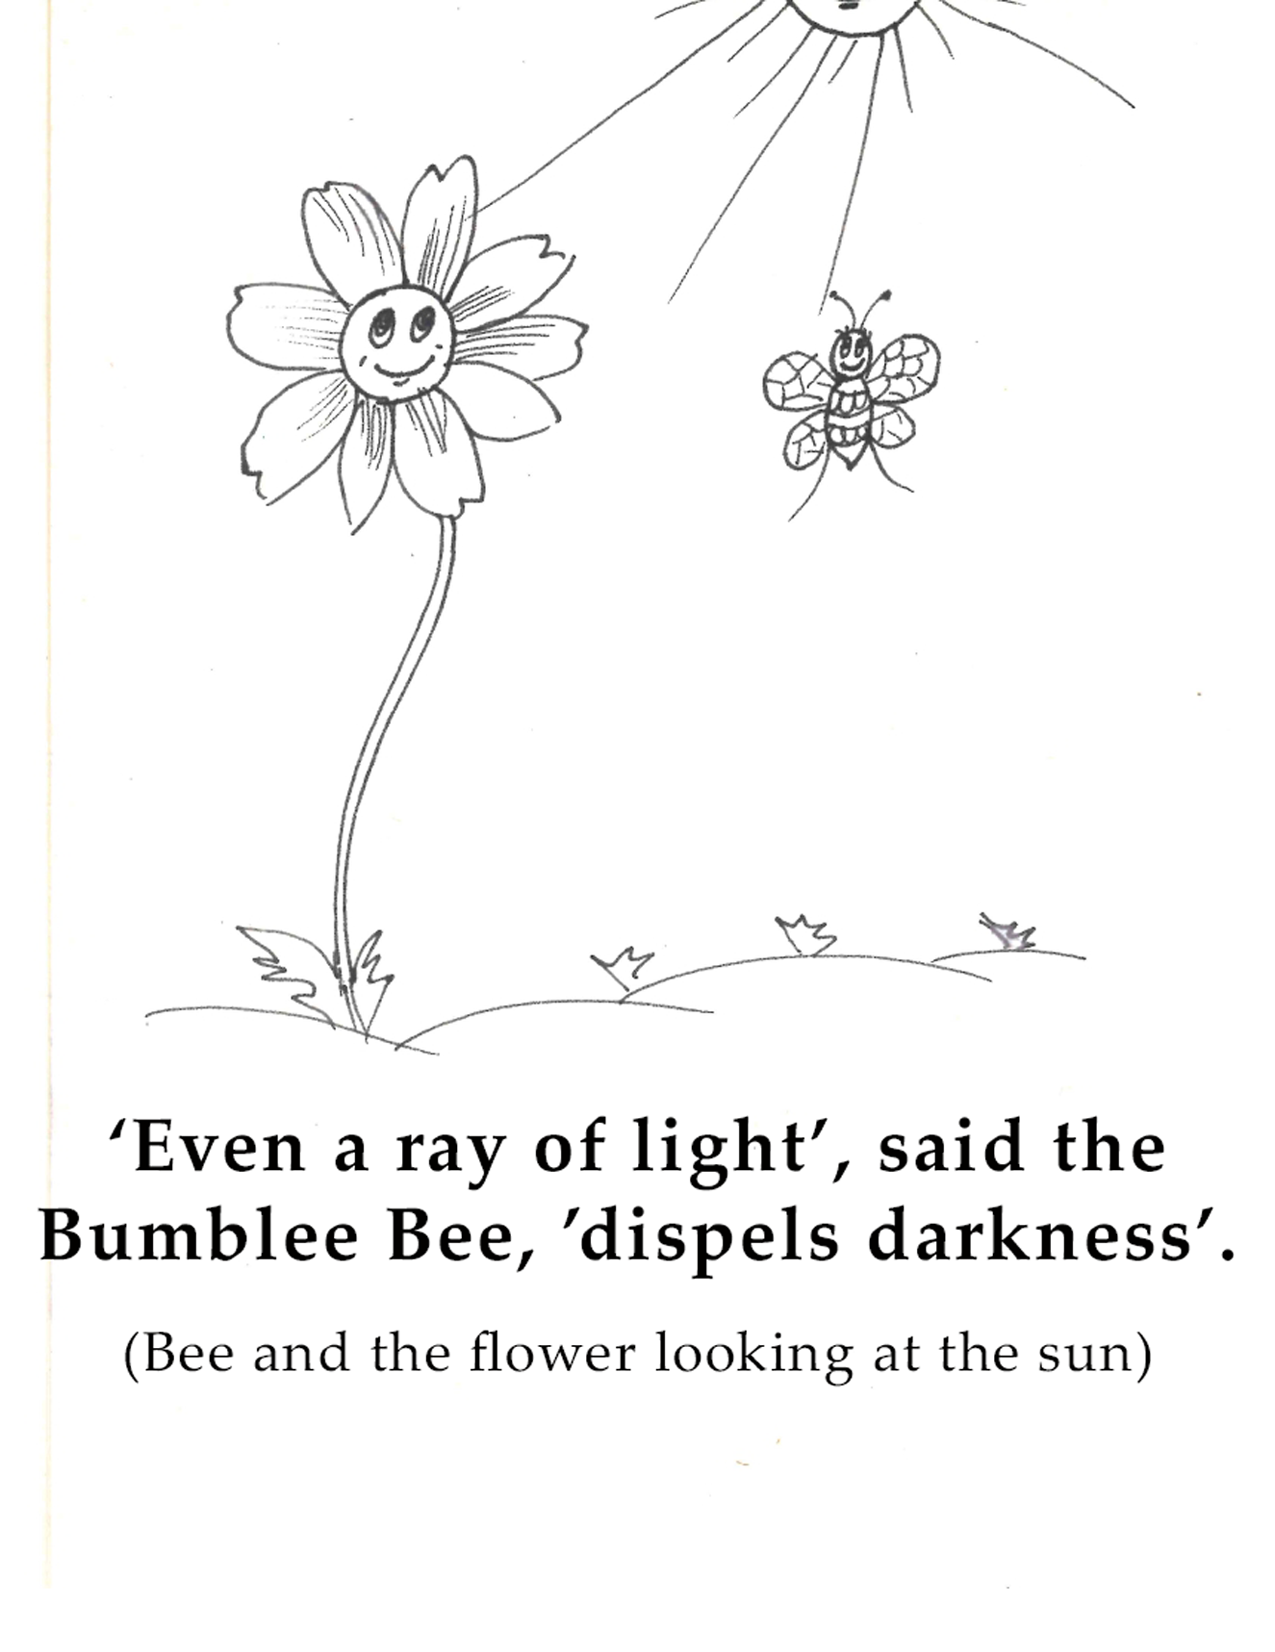 ‘Even a ray of light’, said the
Bumblee Bee, ’dispels darkness’.
(Bee and the flower looking at the sun)